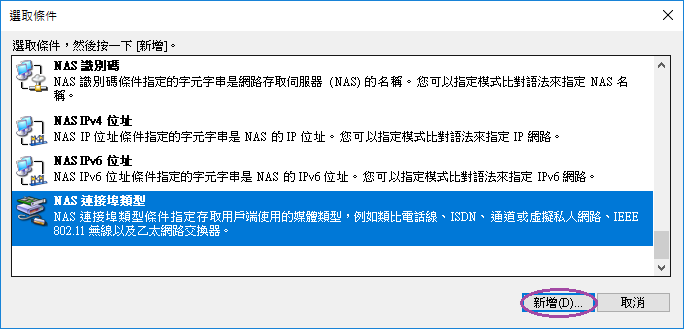 選取條件
選取條件，然後按一下 [新增]。
NAS 識別碼
NAS 識別碼條件指定的字元字串是網路存取伺服器 (NAS) 的名稱。您可以指定模式比對語法來指定 NAS 名
稱。
NAS IPv4 位址
NAS IP 位址條件指定的字元字串是 NAS 的 IP 位址。您可以指定模式比對語法來指定 IP 網路。
NAS IPv6 位址
NAS IPv6 位址條件指定的字元字串是 NAS 的 IPv6 位址。您可以指定模式比對語法來指定 IPv6 網路。
NAS 連接埠類型
NAS 連接埠類型條件指定存取用戶端使用的媒體類型，例如類比電話線、ISDN、通道或虛擬私人網路、IEEE
802.11 無線以及乙太網路交換器。
新增(D)... 取消